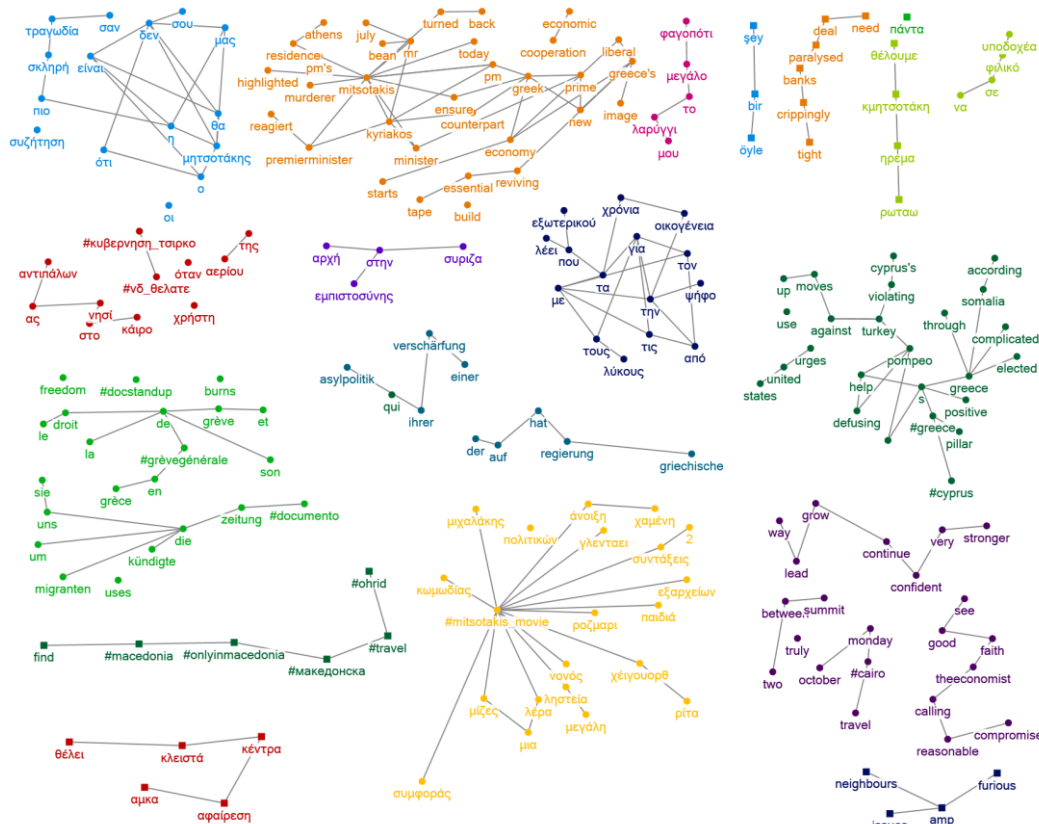 τραγωδία
σαν
δεν
σου
μας
σκληρή
είναι
πιο
συζήτηση
ότι
η
θα
μητσοτάκης
ο
οι
athens
july
turned
back
economic
residence
bean
mr
today
cooperation
liberal
highlighted
pm's
mitsotakis
pm
greek
prime
greece's
murderer
ensure
reagiert
kyriakos
counterpart
new
image
premierminister
minister
economy
starts
essential
reviving
tape
build
φαγοπότι
μεγάλο
το
λαρύγγι
μου
şey
bir
öyle
deal
need
paralysed
banks
crippingly
tight
πάντα
θέλουμε
κμητσοτάκη
ηρεμα
ρωταω
υποδοχέα
φιλικό
σε
να
#κυβερνηση_τσιρκο
της
αντιπάλων
όταν
αερίου
#νδ_θελατε
ας
νησί
στο
κάιρο
χρήστη
αρχή
στην
συριζα
εμπιστοσύνης
χρόνια
εξωτερικού
οικογένεια
λέει
που
για
τον
τα
με
την
ψήφο
τους
τις
από
λύκους
cyprus's
according
up
moves
violating
somalia
use
against
turkey
through
complicated
urges
pompeo
united
help
greece
elected
states
s
positive
defusing
#greece
pillar
#cyprus
verschärfung
asylpolitik
einer
qui
ihrer
hat
der
auf
regierung
griechische
freedom
#docstandup
burns
droit
de
grève
et
le
la
#grèvegénérale
son
grèce
en
sie
uns
zeitung
#documento
um
die
kündigte
migranten
uses
#ohrid
find
#macedonia
#onlyinmacedonia
#македонска
#travel
μιχαλάκης
άνοιξη
χαμένη
πολιτικών
γλενταει
2
συντάξεις
κωμωδίας
εξαρχείων
#mitsotakis_movie
ροζμαρι
παιδιά
νονός
χέιγουορθ
ληστεία
μίζες
λέρα
μεγάλη
ρίτα
μια
συμφοράς
way
grow
very
stronger
lead
continue
confident
between
summit
see
truly
monday
good
faith
two
october
#cairo
theeconomist
travel
calling
reasonable
compromise
θέλει
κλειστά
κέντρα
αμκα
αφαίρεση
neighbours
furious
amp